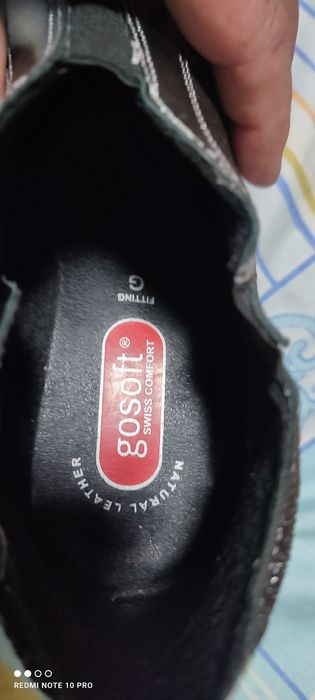 FITTING
G
gosoft®
SWISS COMFORT
NATURAL LEATHER
REDMI NOTE 10 PRO